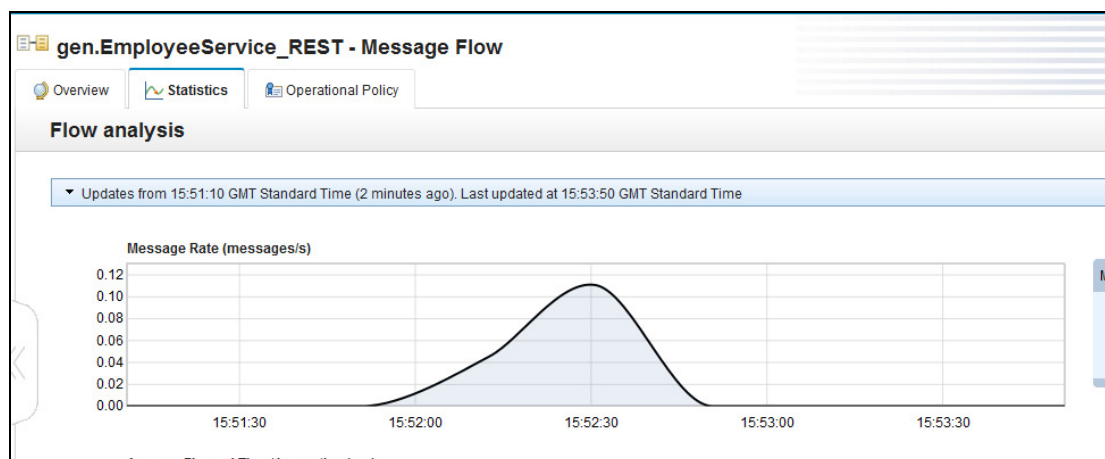 gen.EmployeeService_REST - Message Flow
Overview
Statistics
Operational Policy
Flow analysis
Updates from 15:51:10 GMT Standard Time (2 minutes ago). Last updated at 15:53:50 GMT Standard Time
Message Rate (messages/s)
0.12
0.10
0.08
0.06
0.04
0.02
0.00
15:51:30
15:52:00
15:52:30
15:53:00
15:53:30